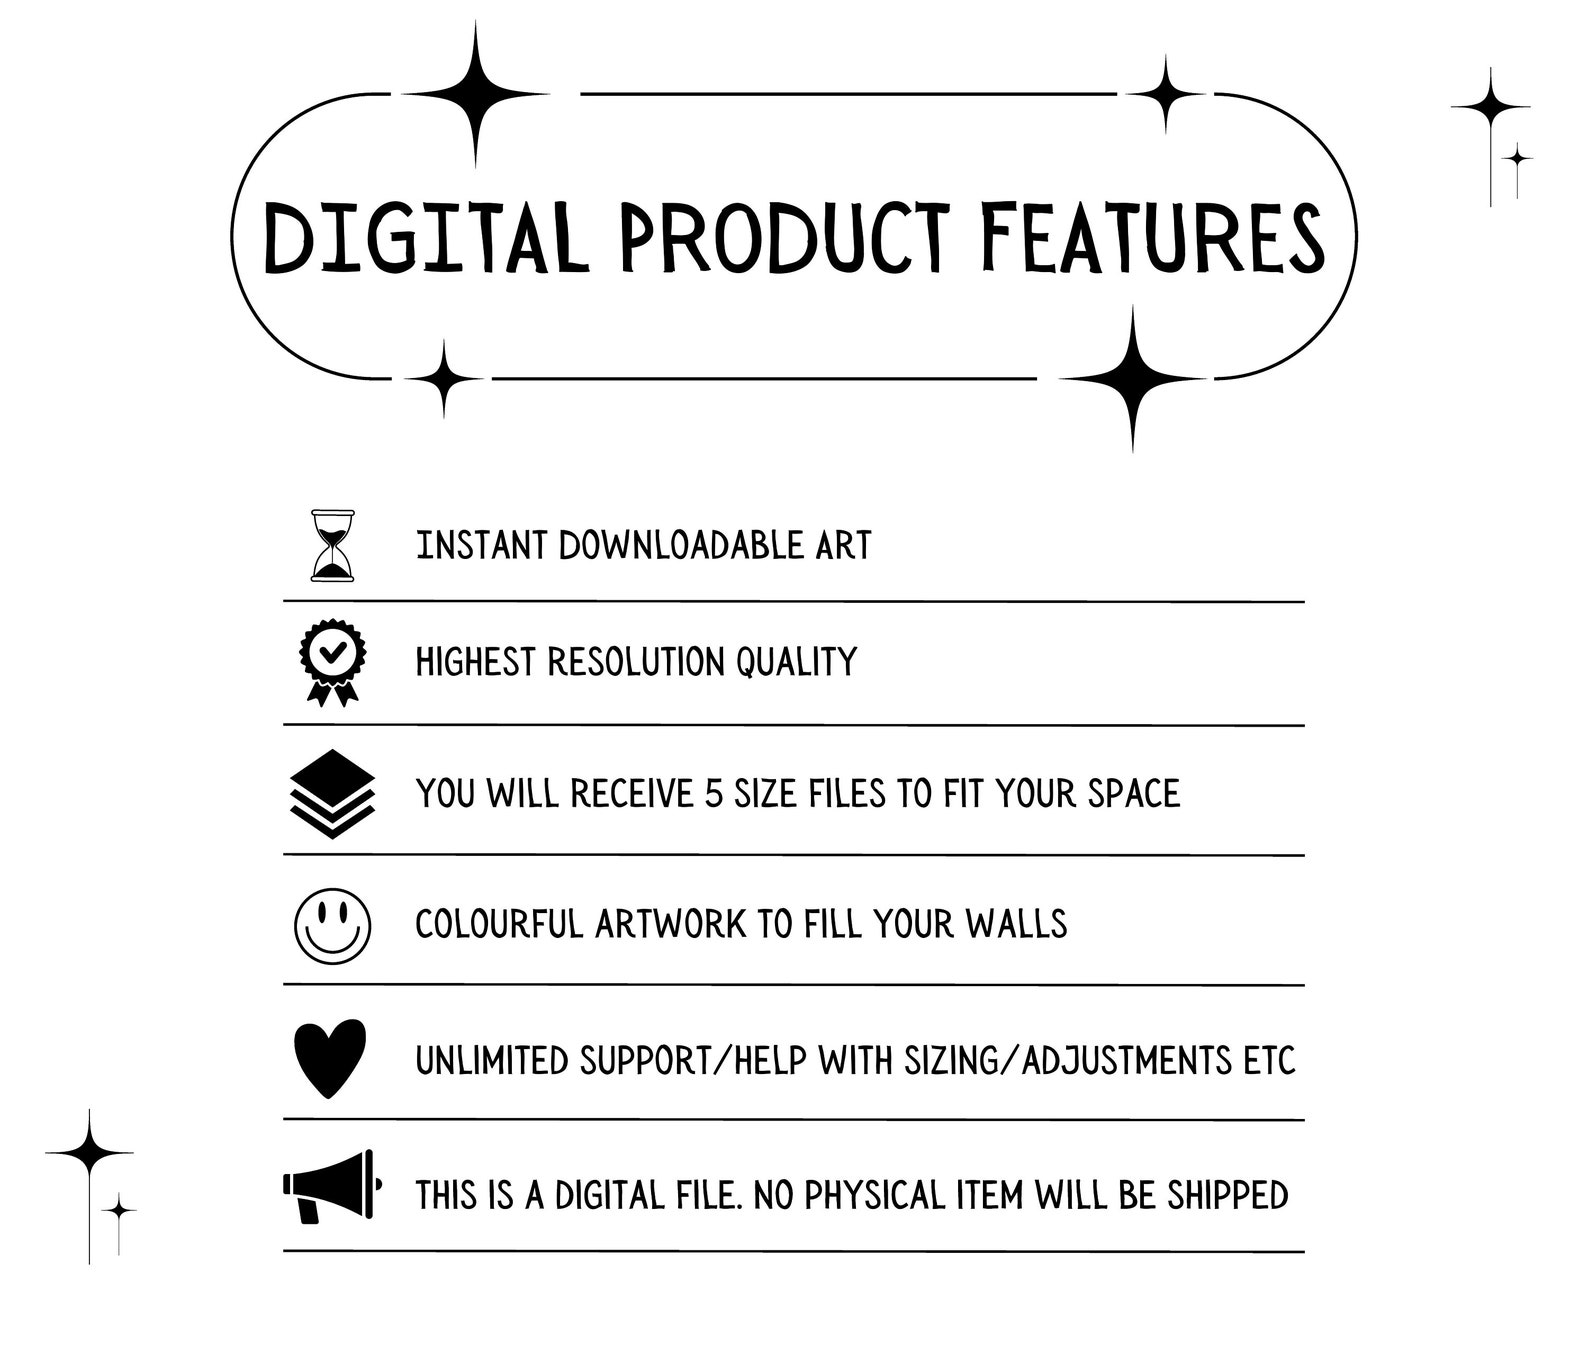 DIGITAL PRODUCT FEATURES
INSTANT DOWNLOADABLE ART
HIGHEST RESOLUTION QUALITY
YOU WILL RECEIVE 5 SIZE FILES TO FIT YOUR SPACE
COLOURFUL ARTWORK TO FILL YOUR WALLS
UNLIMITED SUPPORT/HELP WITH SIZING/ADJUSTMENTS ETC
THIS IS A DIGITAL FILE. NO PHYSICAL ITEM WILL BE SHIPPED